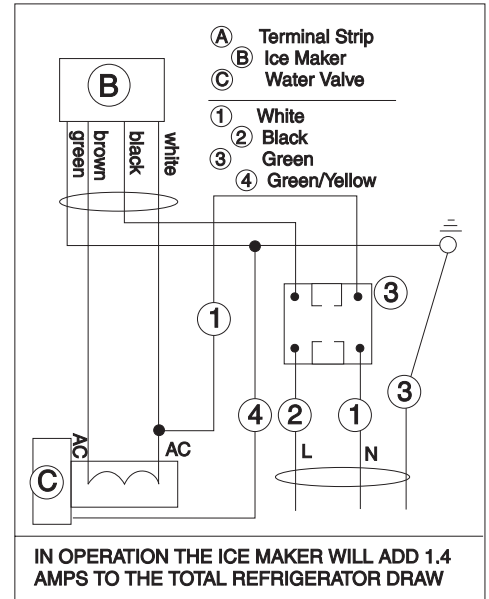 A Terminal Strip
B Ice Maker
C Water Valve
1 White
2 Black
3 Green
4 Green/Yellow
B
green
brown
black
white
3
1
3
4
2
1
L
N
AC
AC
C
IN OPERATION THE ICE MAKER WILL ADD 1.4
AMPS TO THE TOTAL REFRIGERATOR DRAW